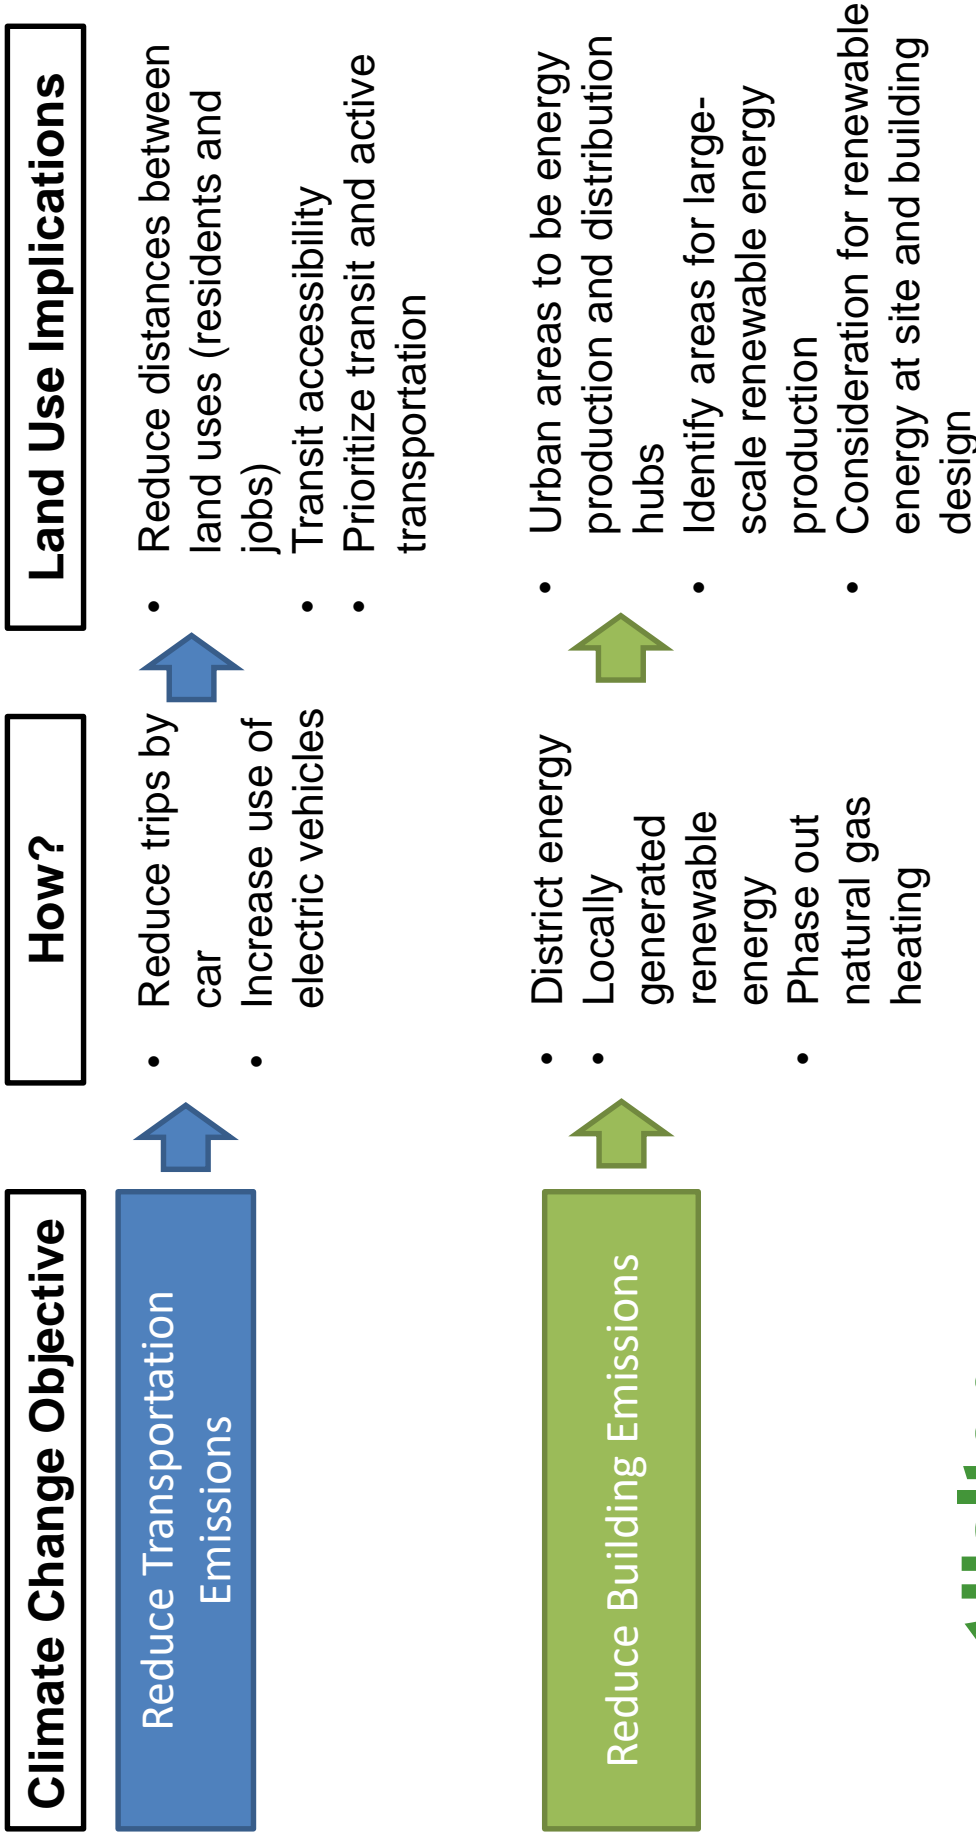 Climate Change Objective
How?
Land Use Implications
Reduce Transportation
Emissions
• Reduce trips by
car
• Increase use of
electric vehicles
• Reduce distances between
land uses (residents and
jobs)
• Transit accessibility
• Prioritize transit and active
transportation
Reduce Building Emissions
• District energy
• Locally
generated
renewable
energy
• Phase out
natural gas
heating
• Urban areas to be energy
production and distribution
hubs
• Identify areas for large-
scale renewable energy
production
• Consideration for renewable
energy at site and building
design